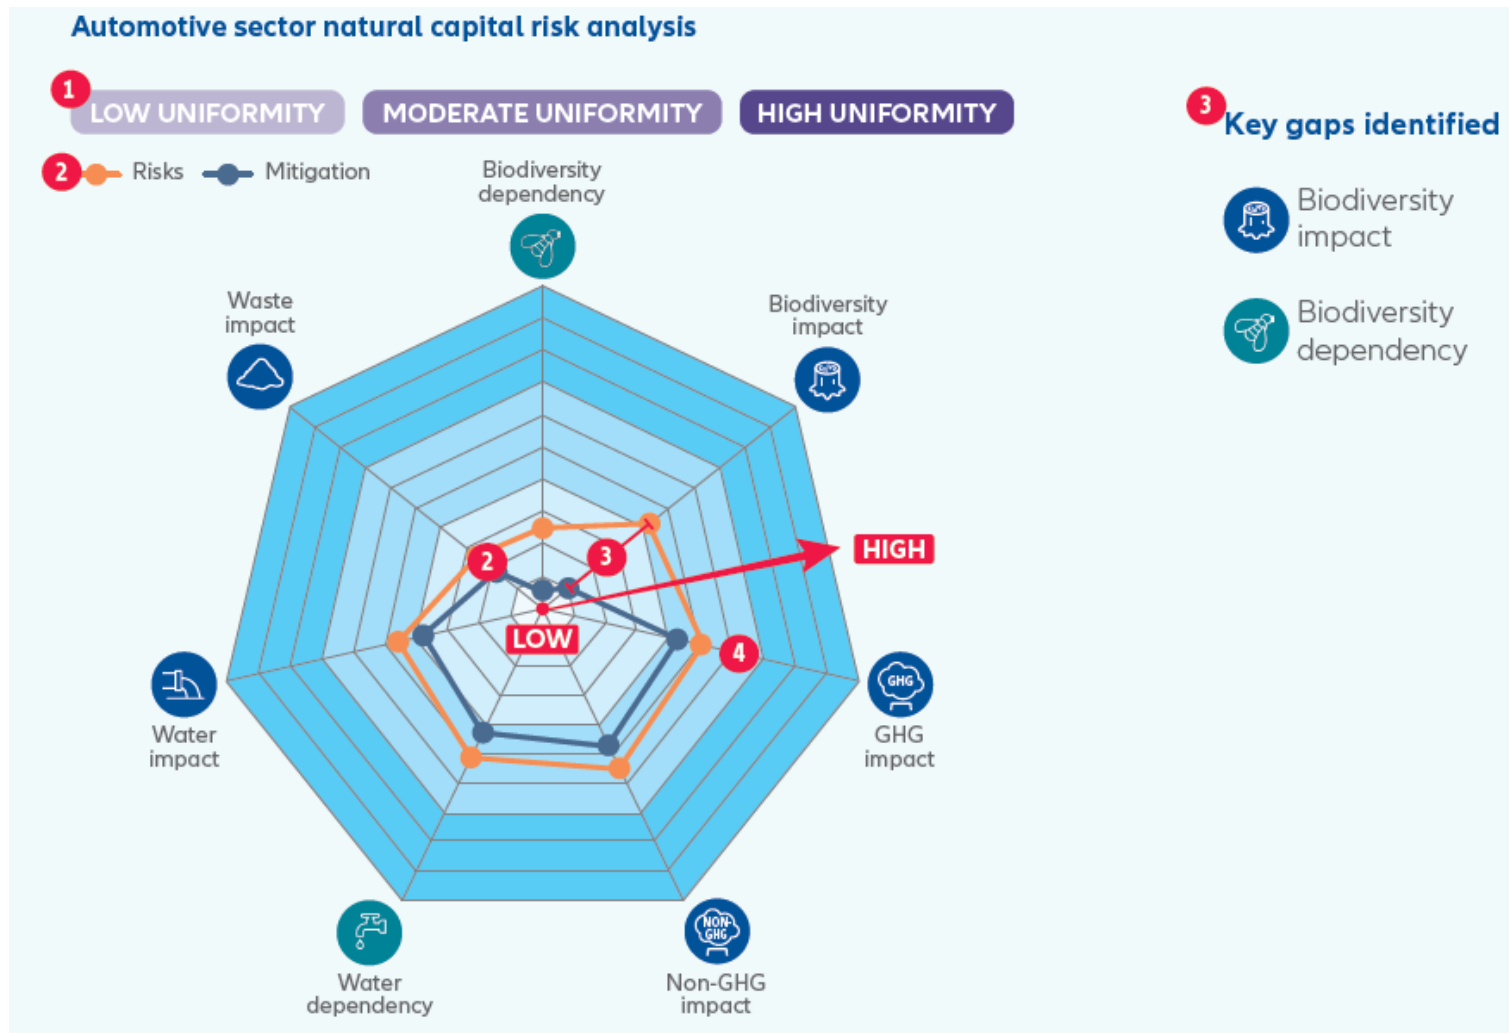 Automotive sector natural capital risk analysis
1
LOW UNIFORMITY
MODERATE UNIFORMITY
HIGH UNIFORMITY
3
Key gaps identified
2
Risks
Mitigation
Biodiversity
impact
Biodiversity
dependency
Biodiversity
dependency
Biodiversity
impact
Waste
impact
HIGH
2
3
LOW
4
GHG
GHG
impact
Water
impact
NON-
GHG
Non-GHG
impact
Water
dependency